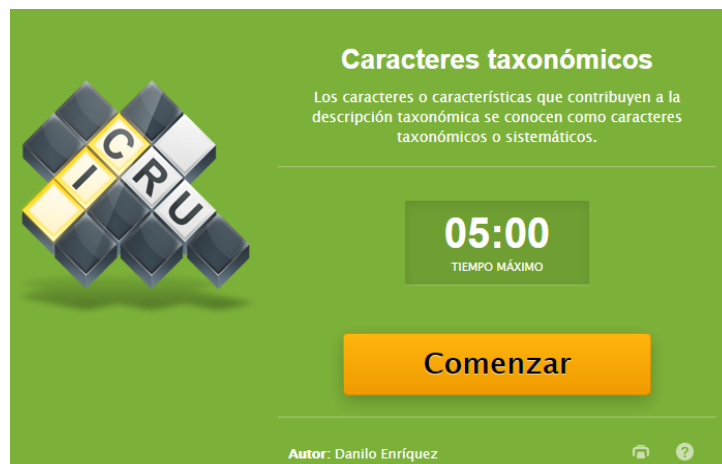 Caracteres taxonómicos
Los caracteres o características que contribuyen a la
descripción taxonómica se conocen como caracteres
taxonómicos o sistemáticos.
C
I R
U
05:00
TIEMPO MÁXIMO
Comenzar
Autor: Danilo Enríquez
?